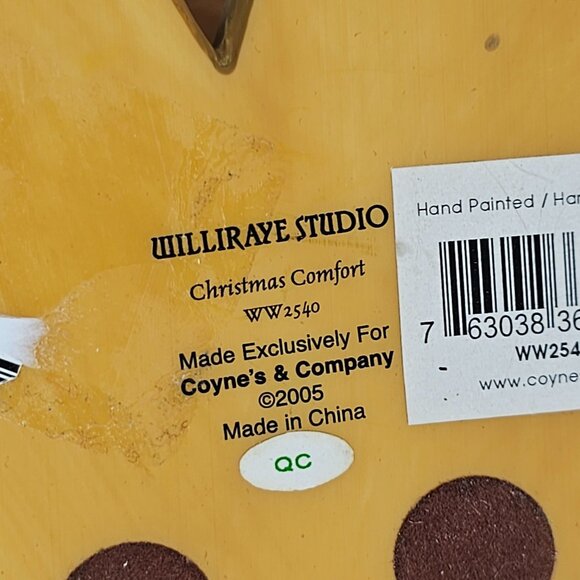 WILLIRAYE STUDIO
Christmas Comfort
WW2540
Made Exclusively For
Coyne's & Company
©2005
Made in China
QC
Hand Painted / Han
7 63038 36
WW254
www.coyne